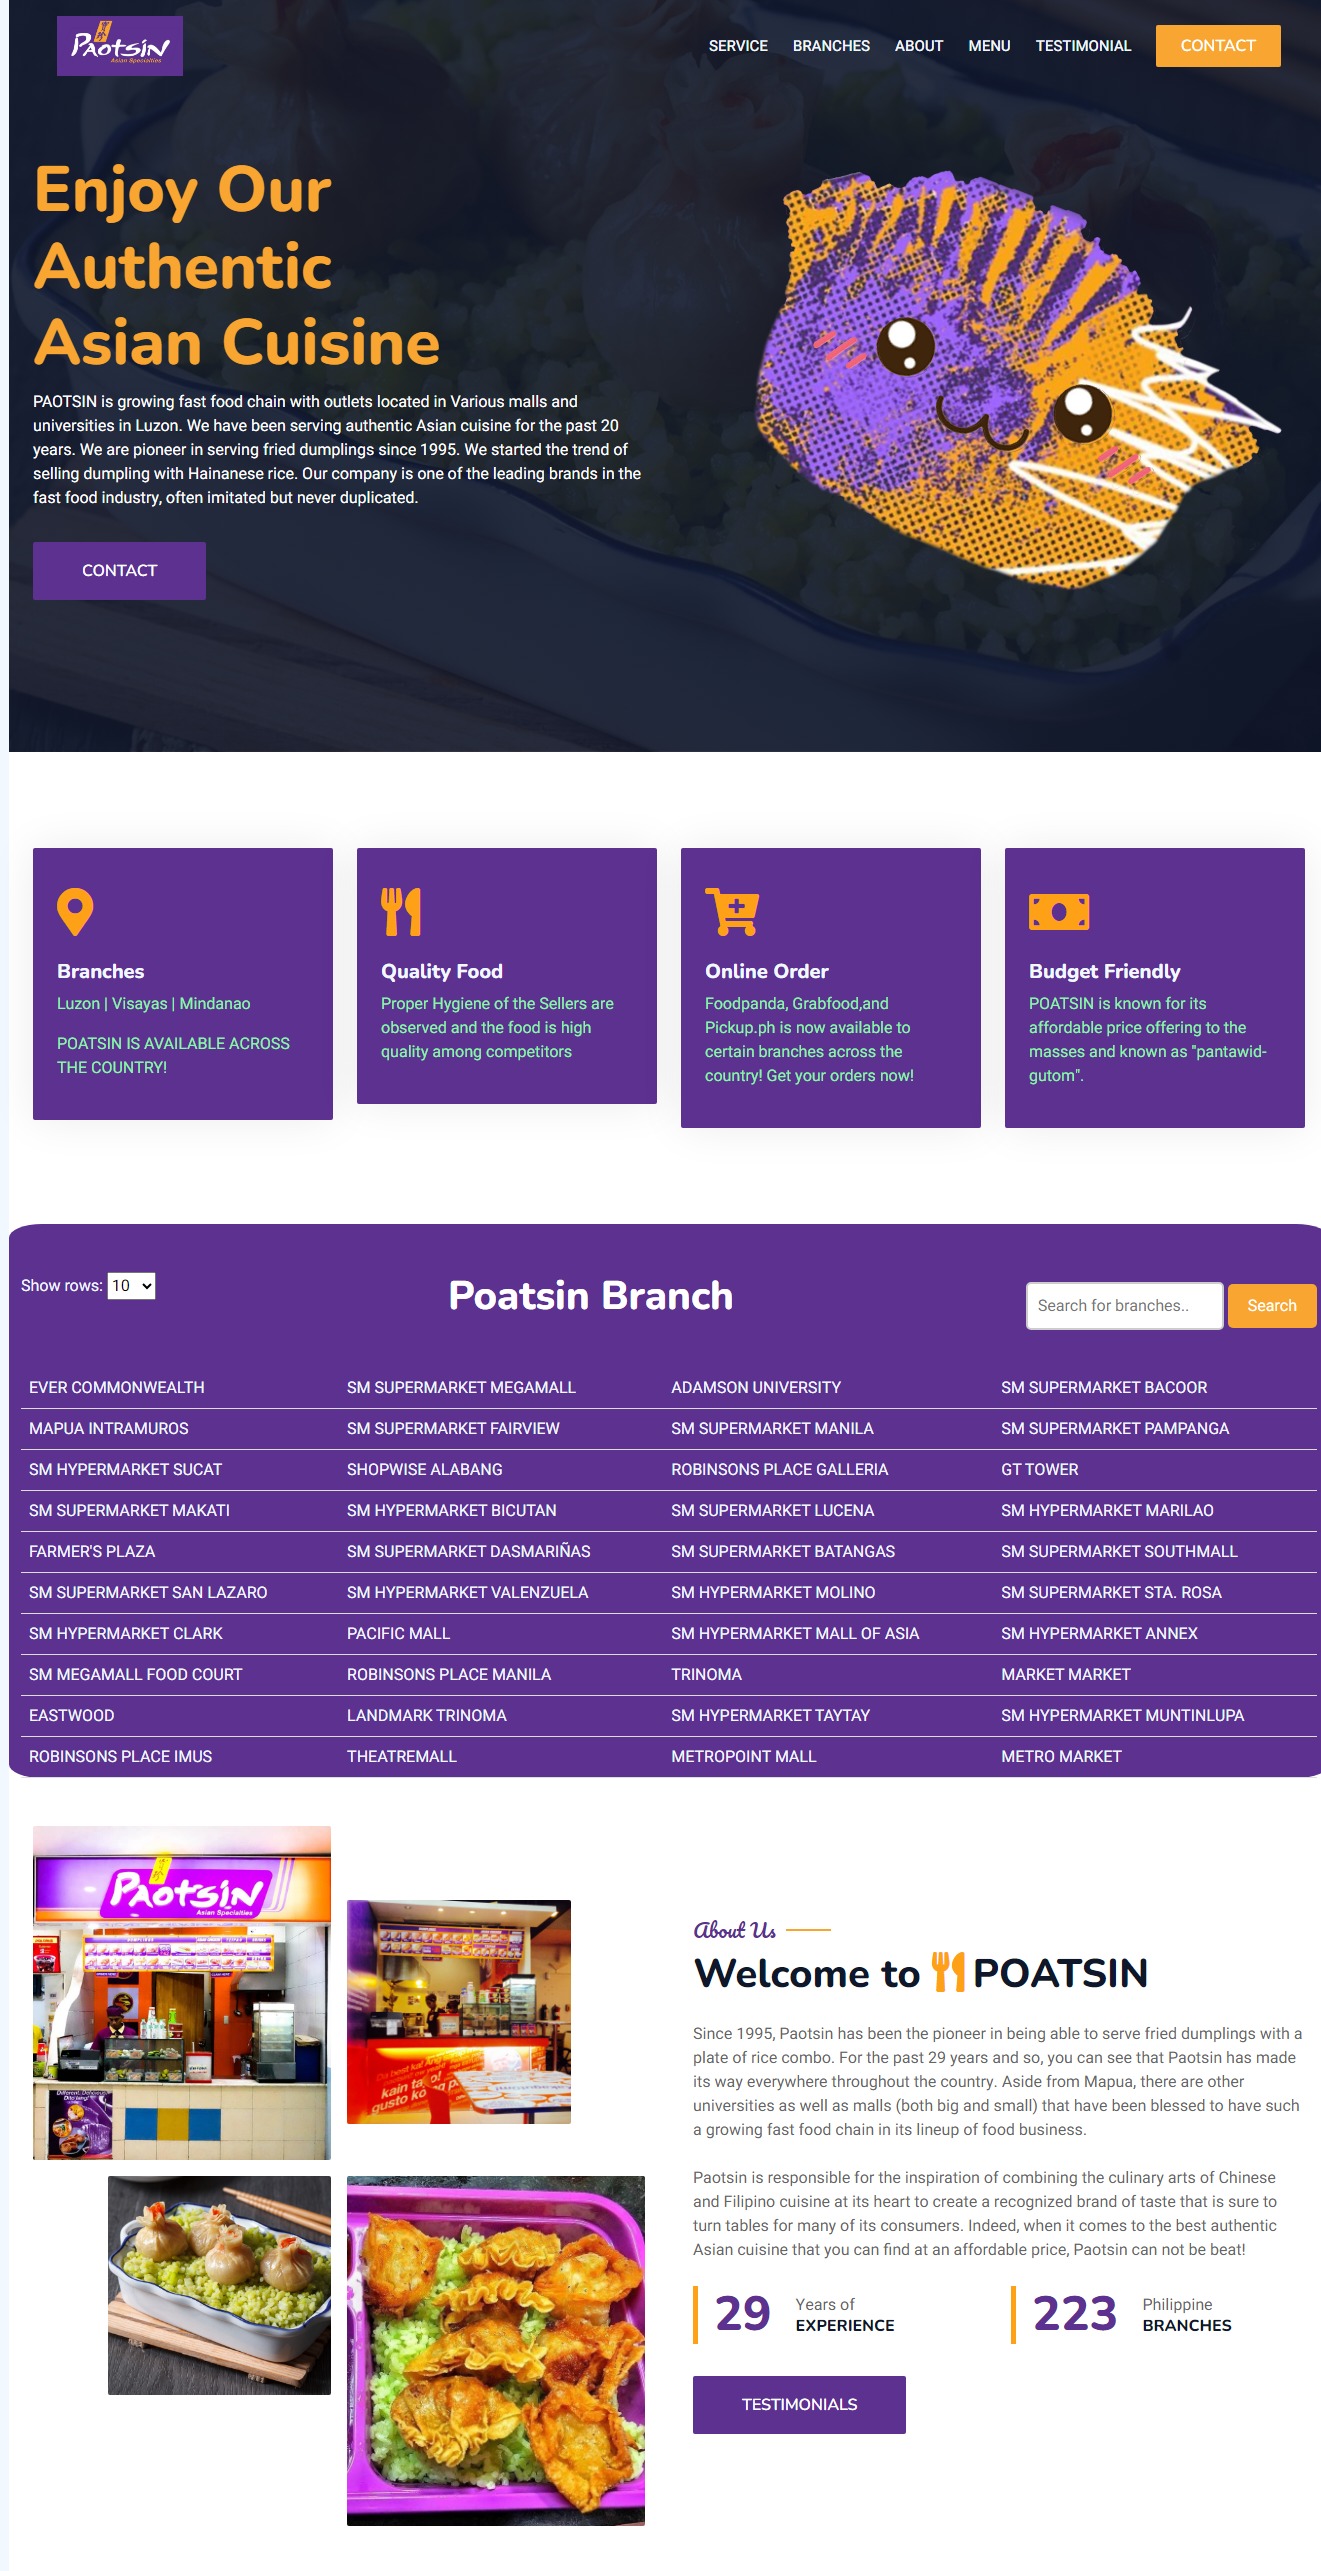 PAOTSIN
Asian Specialties
SERVICE BRANCHES ABOUT MENU TESTIMONIAL CONTACT
Enjoy Our
Authentic
Asian Cuisine
PAOTSIN is growing fast food chain with outlets located in Various malls and
universities in Luzon. We have been serving authentic Asian cuisine for the past 20
years. We are pioneer in serving fried dumplings since 1995. We started the trend of
selling dumpling with Hainanese rice. Our company is one of the leading brands in the
fast food industry, often imitated but never duplicated.
CONTACT
Branches
Luzon | Visayas | Mindanao
POATSIN IS AVAILABLE ACROSS
THE COUNTRY!
Quality Food
Proper Hygiene of the Sellers are
observed and the food is high
quality among competitors
Online Order
Foodpanda, Grabfood,and
Pickup.ph is now available to
certain branches across the
country! Get your orders now!
Budget Friendly
POATSIN is known for its
affordable price offering to the
masses and known as "pantawid-
gutom".
Show rows: 10
Poatsin Branch
Search for branches.. Search
EVER COMMONWEALTH SM SUPERMARKET MEGAMALL ADAMSON UNIVERSITY SM SUPERMARKET BACOOR
MAPUA INTRAMUROS SM SUPERMARKET FAIRVIEW SM SUPERMARKET MANILA SM SUPERMARKET PAMPANGA
SM HYPERMARKET SUCAT SHOPWISE ALABANG ROBINSONS PLACE GALLERIA GT TOWER
SM SUPERMARKET MAKATI SM HYPERMARKET BICUTAN SM SUPERMARKET LUCENA SM HYPERMARKET MARILAO
FARMER'S PLAZA SM SUPERMARKET DASMARIÑAS SM SUPERMARKET BATANGAS SM SUPERMARKET SOUTHMALL
SM SUPERMARKET SAN LAZARO SM HYPERMARKET VALENZUELA SM HYPERMARKET MOLINO SM SUPERMARKET STA. ROSA
SM HYPERMARKET CLARK PACIFIC MALL SM HYPERMARKET MALL OF ASIA SM HYPERMARKET ANNEX
SM MEGAMALL FOOD COURT ROBINSONS PLACE MANILA TRINOMA MARKET MARKET
EASTWOOD LANDMARK TRINOMA SM HYPERMARKET TAYTAY SM HYPERMARKET MUNTINLUPA
ROBINSONS PLACE IMUS THEATREMALL METROPOINT MALL METRO MARKET
PAOTSIN
Asian Specialties
DUMPLINGS
kain ta
gusto ko
About Us
Welcome to POATSIN
Since 1995, Paotsin has been the pioneer in being able to serve fried dumplings with a
plate of rice combo. For the past 29 years and so, you can see that Paotsin has made
its way everywhere throughout the country. Aside from Mapua, there are other
universities as well as malls (both big and small) that have been blessed to have such
a growing fast food chain in its lineup of food business.
Paotsin is responsible for the inspiration of combining the culinary arts of Chinese
and Filipino cuisine at its heart to create a recognized brand of taste that is sure to
turn tables for many of its consumers. Indeed, when it comes to the best authentic
Asian cuisine that you can find at an affordable price, Paotsin can not be beat!
29 Years of
EXPERIENCE
223 Philippine
BRANCHES
TESTIMONIALS